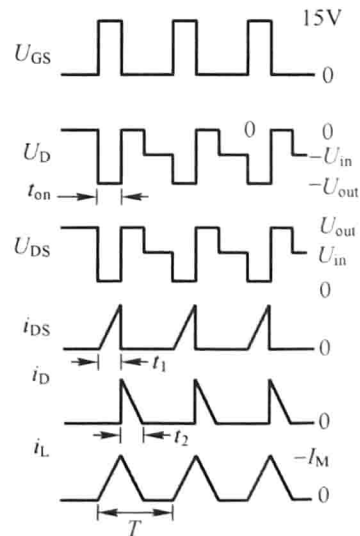 15V
U_GS
0
0 0
U_D
−U_in
t_on
−U_out
U_out
U_DS
U_in
0
i_DS
0
t_1
i_D
0
t_2
i_L
−I_M
0
T